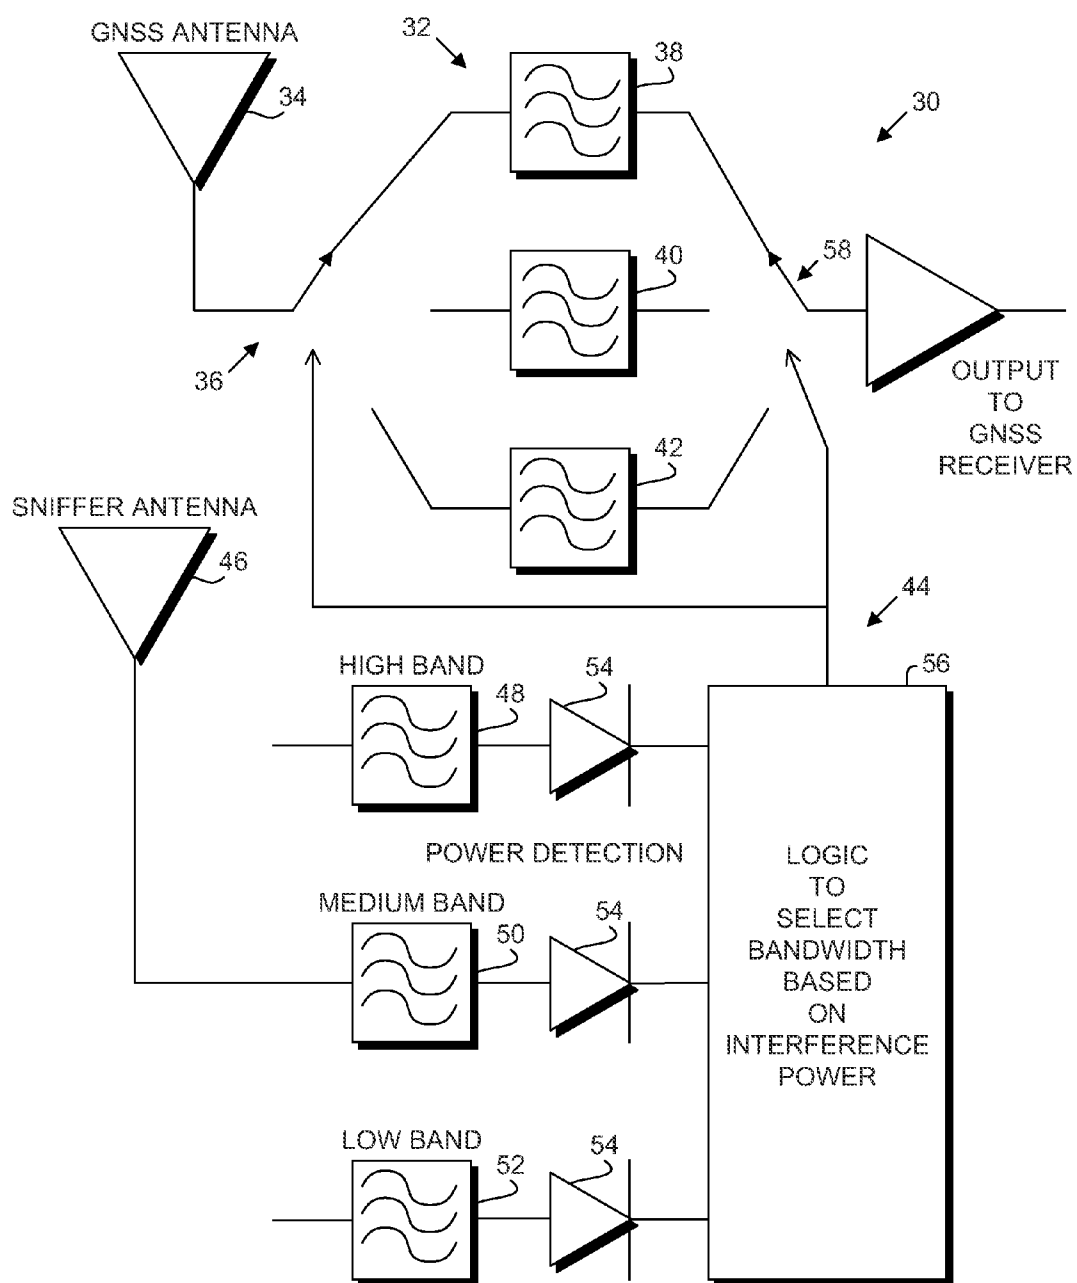 GNSS ANTENNA
32
38
34
30
40
58
36
OUTPUT
TO
GNSS
RECEIVER
42
SNIFFER ANTENNA
46
44
HIGH BAND
54
56
48
POWER DETECTION
LOGIC
TO
SELECT
BANDWIDTH
BASED
ON
INTERFERENCE
POWER
MEDIUM BAND
54
50
LOW BAND
54
52